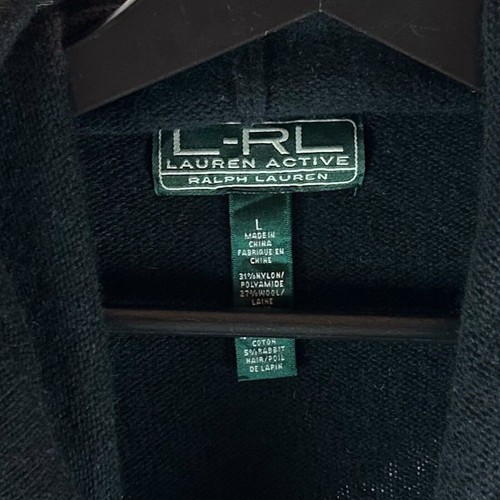 L-RL
LAUREN ACTIVE
RALPH LAUREN
L
MADE IN
CHINA
FABRIQUE EN
CHINE
31% NYLON/
POLYAMIDE
27% WOOL/
LAINE
COTON
5% RABBIT
HAIR/POIL
DE LAPIN